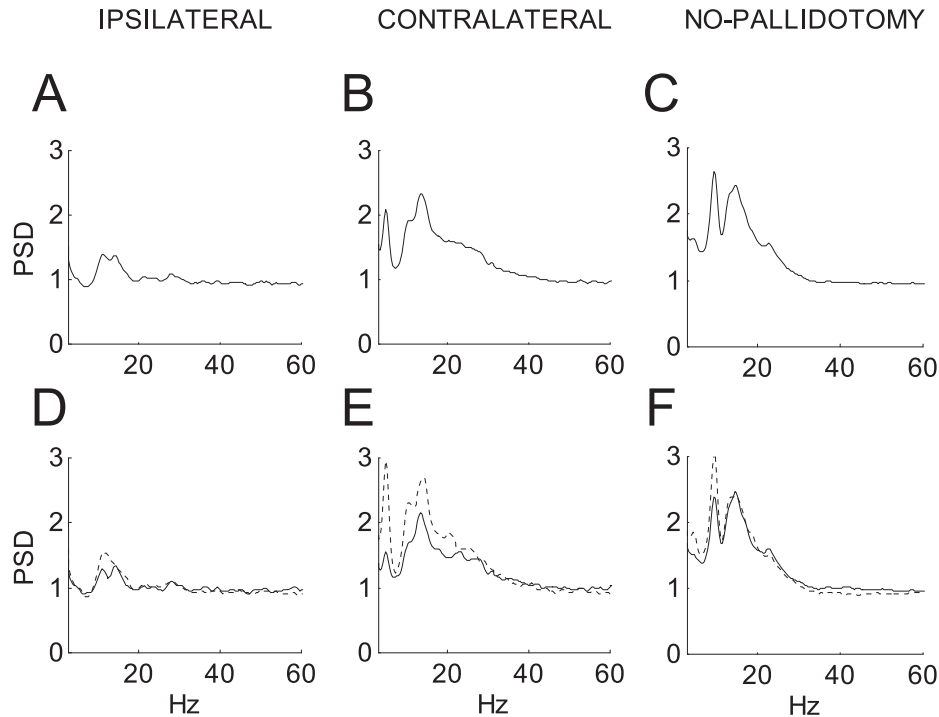 IPSILATERAL CONTRALATERAL NO-PALLIDOTOMY
A B C
3 3 3
2 2 2
1 1 1
0 0 0
PSD
20 40 60 20 40 60 20 40 60
D E F
3 3 3
2 2 2
1 1 1
0 0 0
PSD
20 40 60 20 40 60 20 40 60
Hz Hz Hz